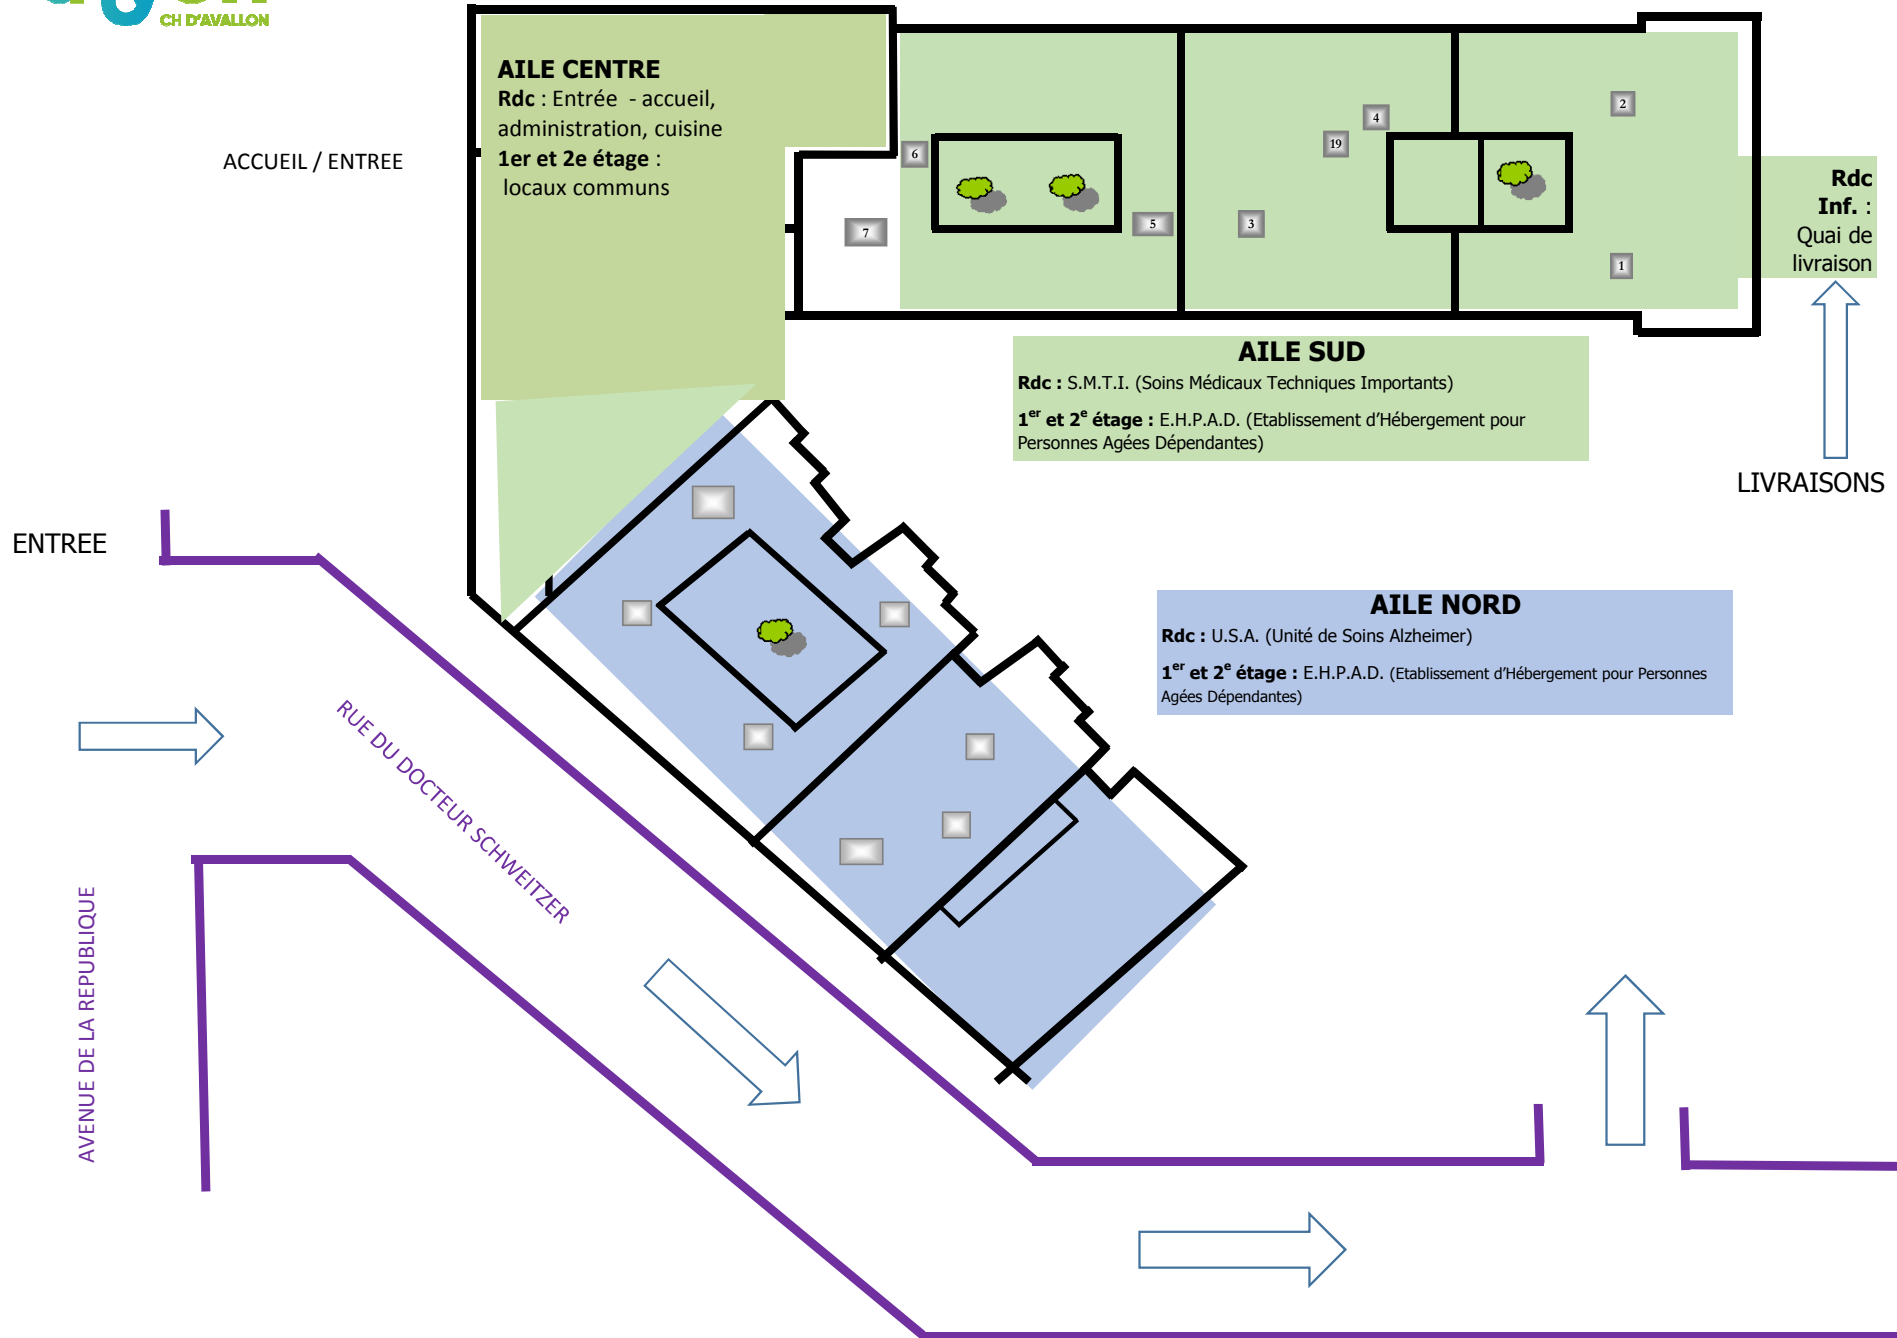 CH D'AVALLON
AILE CENTRE
Rdc : Entrée - accueil,
administration, cuisine
1er et 2e étage :
locaux communs
ACCUEIL / ENTREE
6
7
5
3
19
4
2
1
Rdc
Inf. :
Quai de
livraison
AILE SUD
Rdc : S.M.T.I. (Soins Médicaux Techniques Importants)
1er et 2e étage : E.H.P.A.D. (Etablissement d'Hébergement pour
Personnes Agées Dépendantes)
LIVRAISONS
ENTREE
AILE NORD
Rdc : U.S.A. (Unité de Soins Alzheimer)
1er et 2e étage : E.H.P.A.D. (Etablissement d'Hébergement pour Personnes
Agées Dépendantes)
RUE DU DOCTEUR SCHWEITZER
AVENUE DE LA REPUBLIQUE